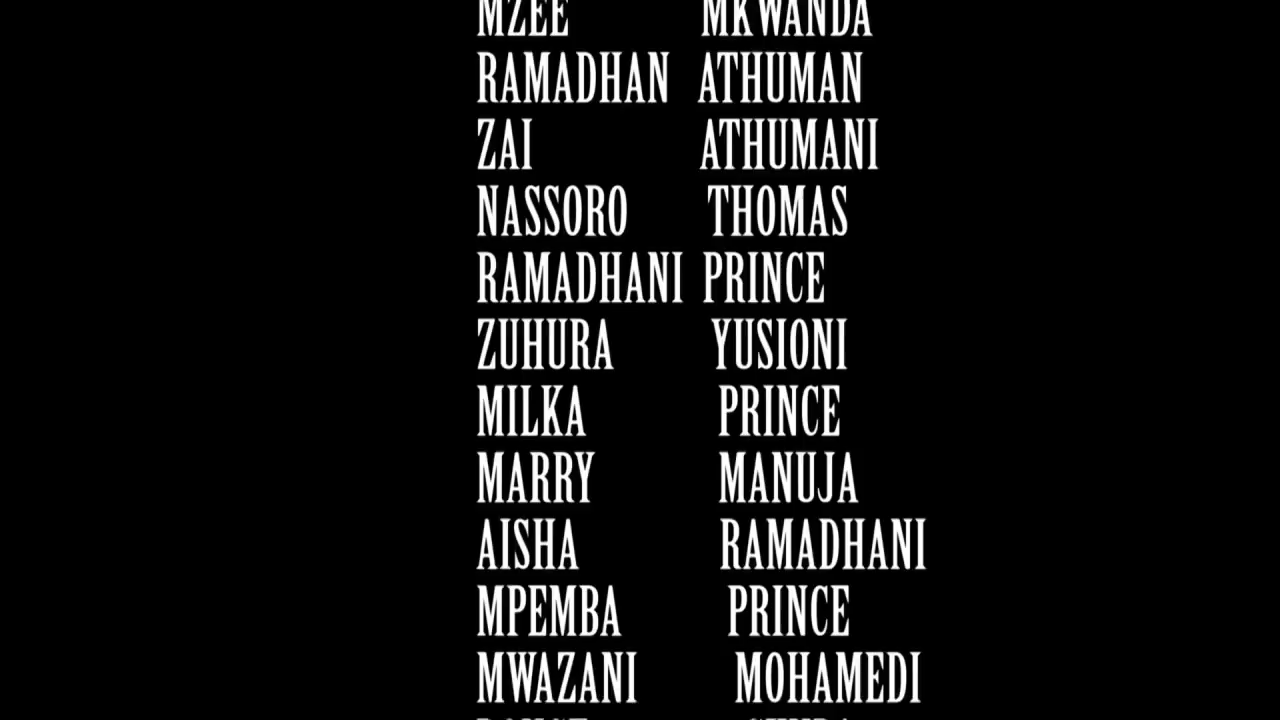 MZEE MKWANDA
RAMADHAN ATHUMAN
ZAI ATHUMANI
NASSORO THOMAS
RAMADHANI PRINCE
ZUHURA YUSIONI
MILKA PRINCE
MARRY MANUJA
AISHA RAMADHANI
MPEMBA PRINCE
MWAZANI MOHAMEDI